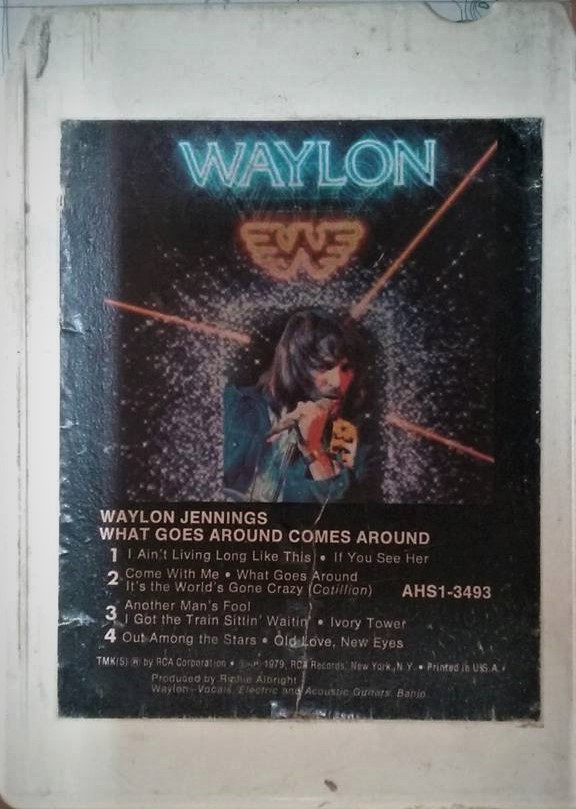 WAYLON
W
WAYLON JENNINGS
WHAT GOES AROUND COMES AROUND
1 I Ain't Living Long Like This • If You See Her
2 Come With Me • What Goes Around
It's the World's Gone Crazy (Cotillion) AHS1-3493
3 Another Man's Fool
I Got the Train Sittin' Waitin' • Ivory Tower
4 Out Among the Stars • Old Love, New Eyes
TMK(S) ® by RCA Corporation • 1979, RCA Records, New York, N.Y. • Printed in U.S.A.
Produced by Richie Albright
Waylon - Vocals, Electric and Acoustic Guitars, Banjo